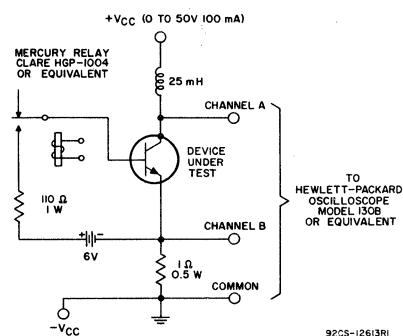 +VCC (0 TO 50V 100 mA)
MERCURY RELAY
CLARE HGP-1004
OR EQUIVALENT
25 mH
CHANNEL A
DEVICE
UNDER
TEST
TO
HEWLETT-PACKARD
OSCILLOSCOPE
MODEL 130B
OR EQUIVALENT
110 Ω
1 W
CHANNEL B
+ -
6V
1 Ω
0.5 W
COMMON
-VCC
92CS-12613R1